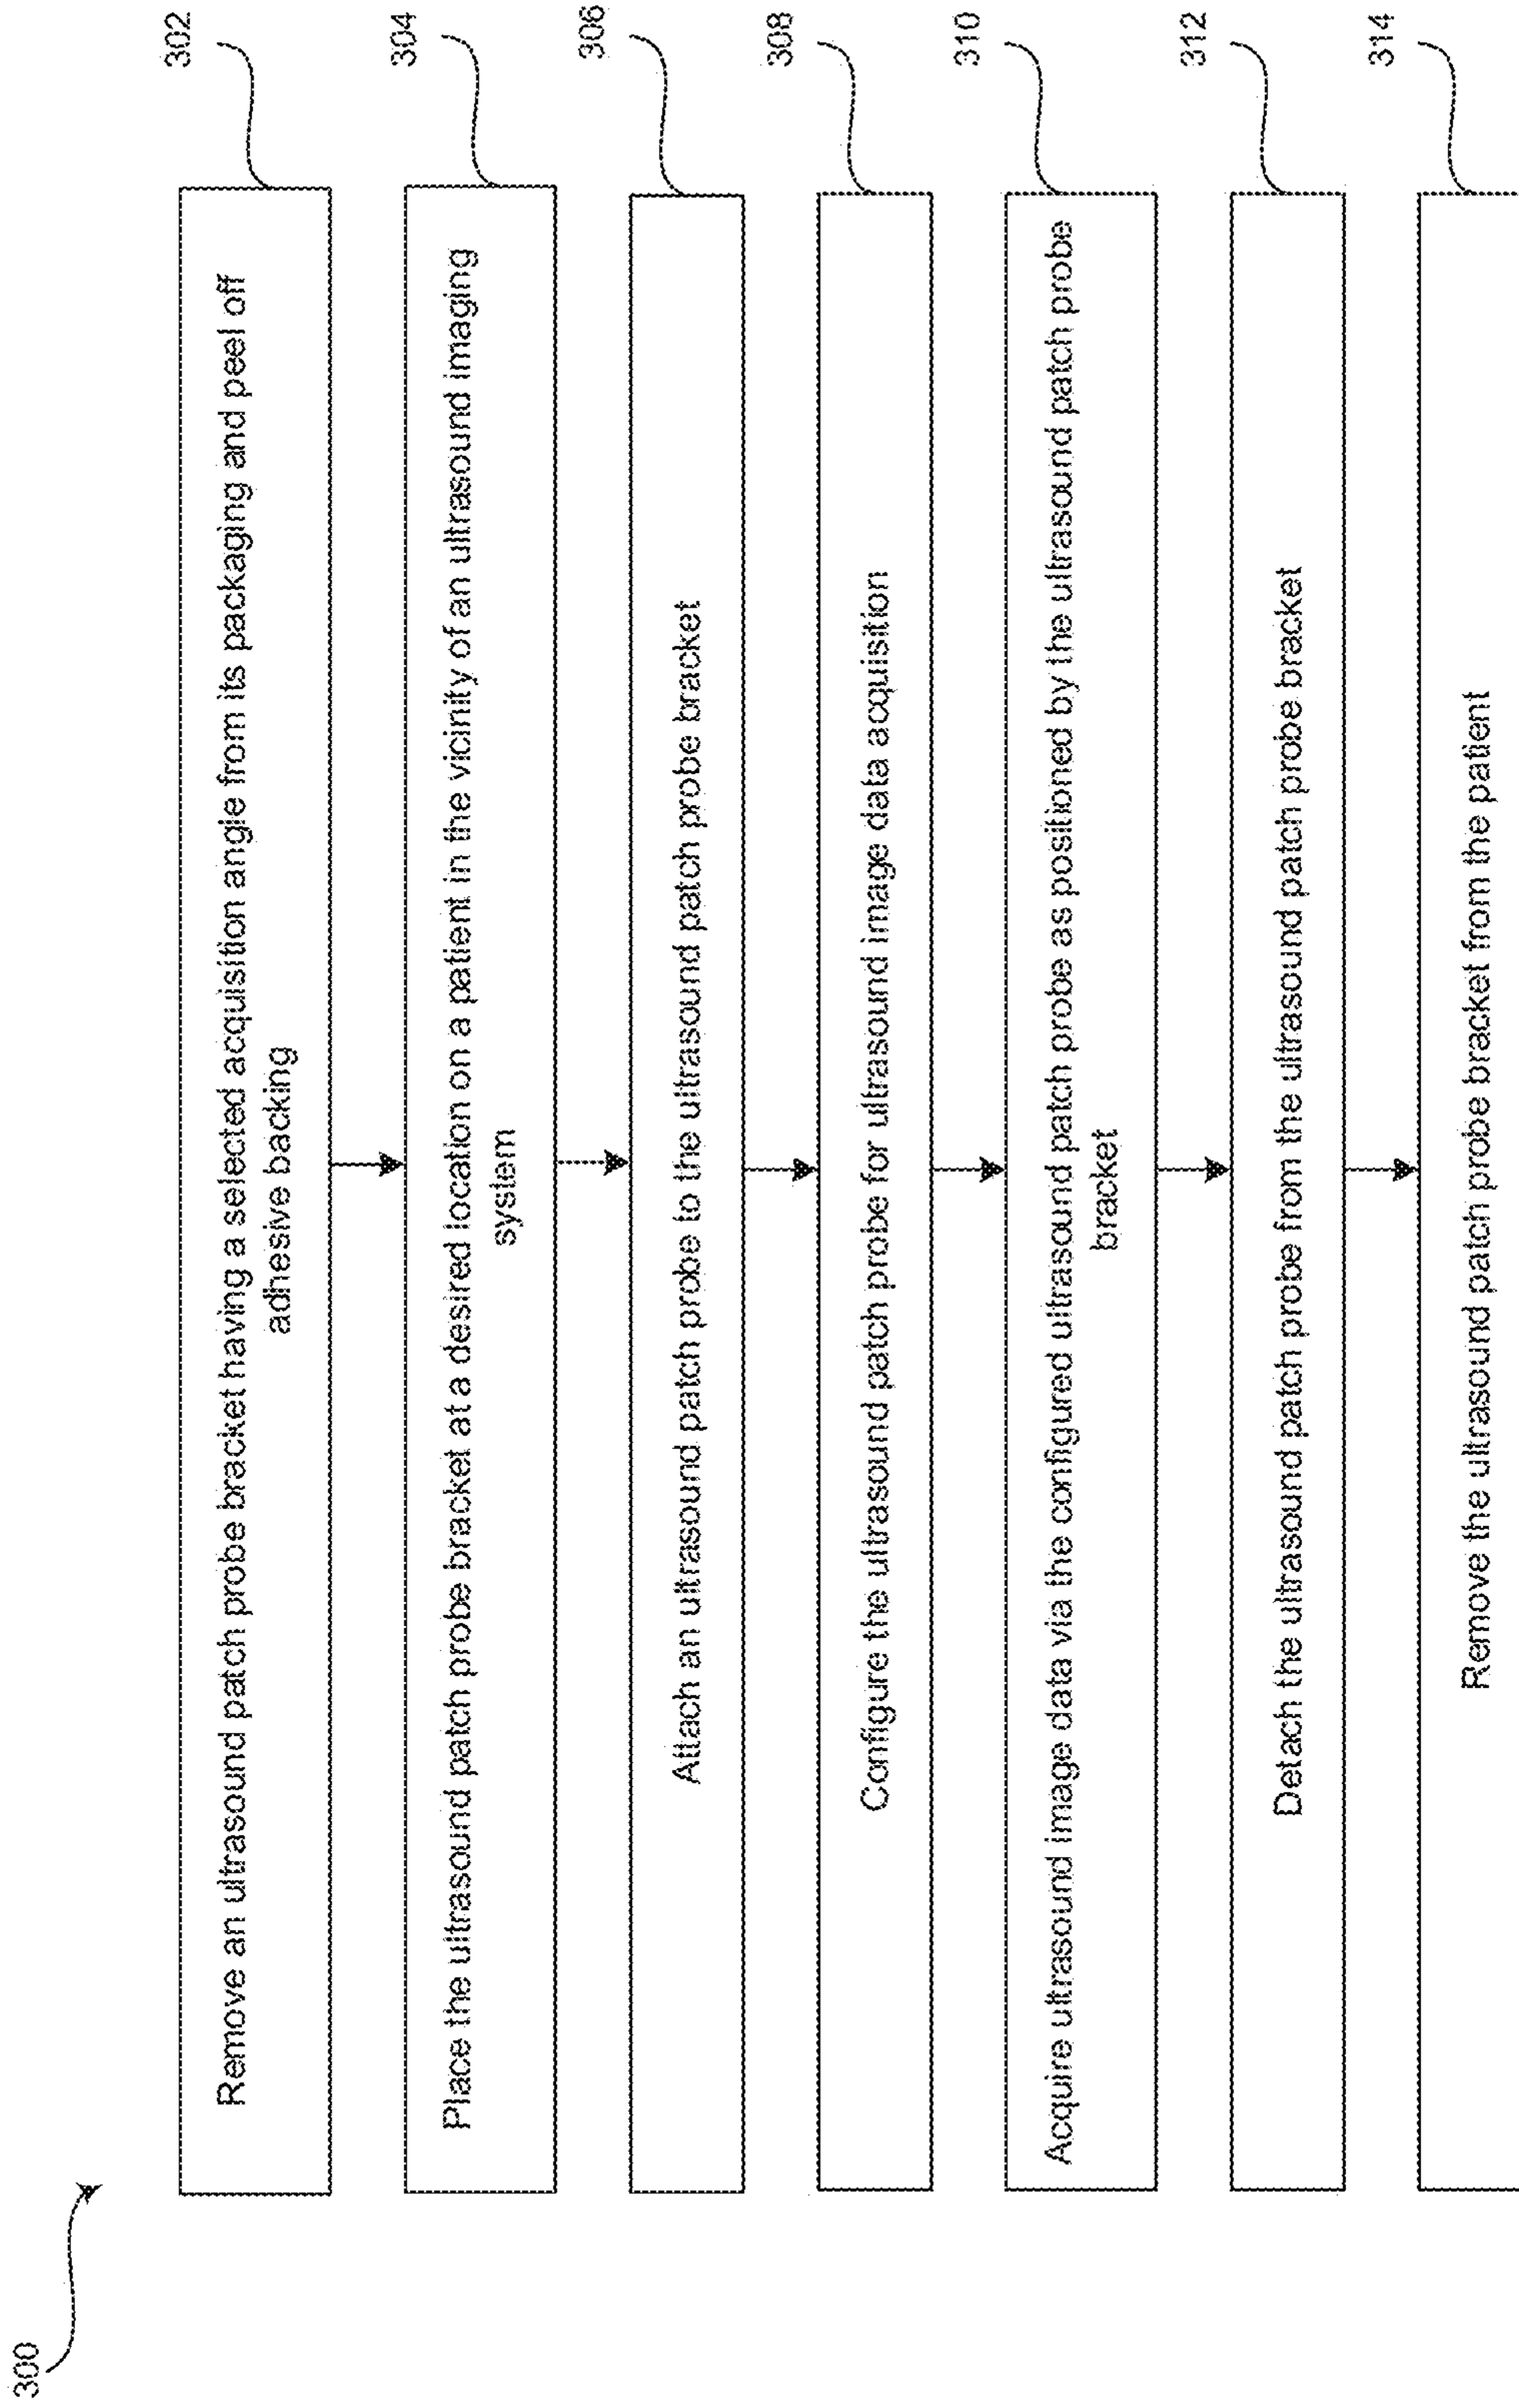 300
302
Remove an ultrasound patch probe bracket having a selected acquisition angle from its packaging and peel off
adhesive backing
304
Place the ultrasound patch probe bracket at a desired location on a patient in the vicinity of an ultrasound imaging
system
306
Attach an ultrasound patch probe to the ultrasound patch probe bracket
308
Configure the ultrasound patch probe for ultrasound image data acquisition
310
Acquire ultrasound image data via the configured ultrasound patch probe as positioned by the ultrasound patch probe
bracket
312
Detach the ultrasound patch probe from the ultrasound patch probe bracket
314
Remove the ultrasound patch probe bracket from the patient